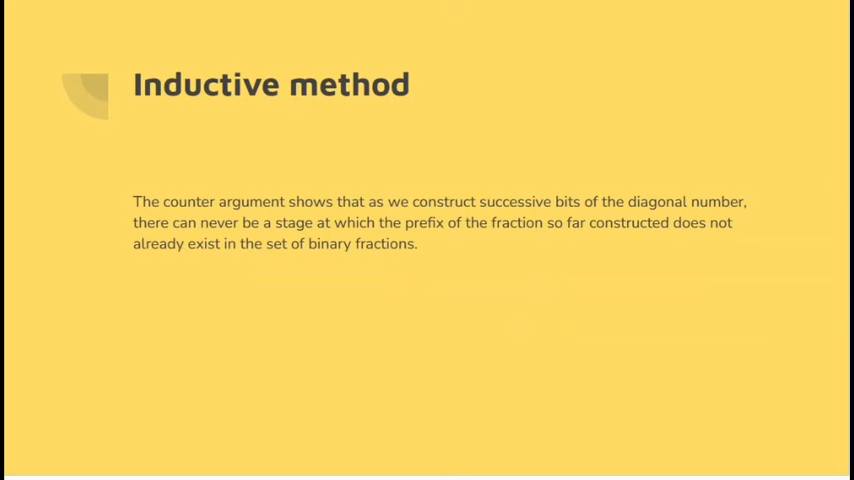 Inductive method
The counter argument shows that as we construct successive bits of the diagonal number,
there can never be a stage at which the prefix of the fraction so far constructed does not
already exist in the set of binary fractions.